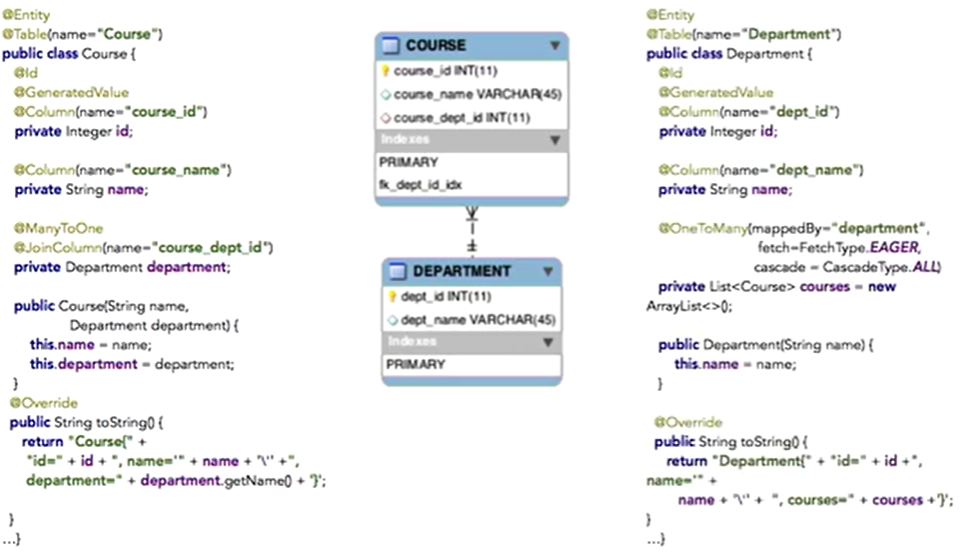 @Entity
@Table(name="Course")
public class Course {
@Id
@GeneratedValue
@Column(name="course_id")
private Integer id;
@Column(name="course_name")
private String name;
@ManyToOne
@JoinColumn(name="course_dept_id")
private Department department;
public Course(String name,
Department department) {
this.name = name;
this.department = department;
}
@Override
public String toString() {
return "Course{" +
"id=" + id + ", name='" + name + '\'' +",
department=" + department.getName() + '}';
}
...}
COURSE
course_id INT(11)
course_name VARCHAR(45)
course_dept_id INT(11)
Indexes
PRIMARY
fk_dept_id_idx
DEPARTMENT
dept_id INT(11)
dept_name VARCHAR(45)
Indexes
PRIMARY
@Entity
@Table(name="Department")
public class Department {
@Id
@GeneratedValue
@Column(name="dept_id")
private Integer id;
@Column(name="dept_name")
private String name;
@OneToMany(mappedBy="department",
fetch=FetchType.EAGER,
cascade = CascadeType.ALL)
private List<Course> courses = new
ArrayList<>();
public Department(String name) {
this.name = name;
}
@Override
public String toString() {
return "Department{" + "id=" + id +",
name='" +
name + '\'' + ", courses=" + courses +'}';
}
...}